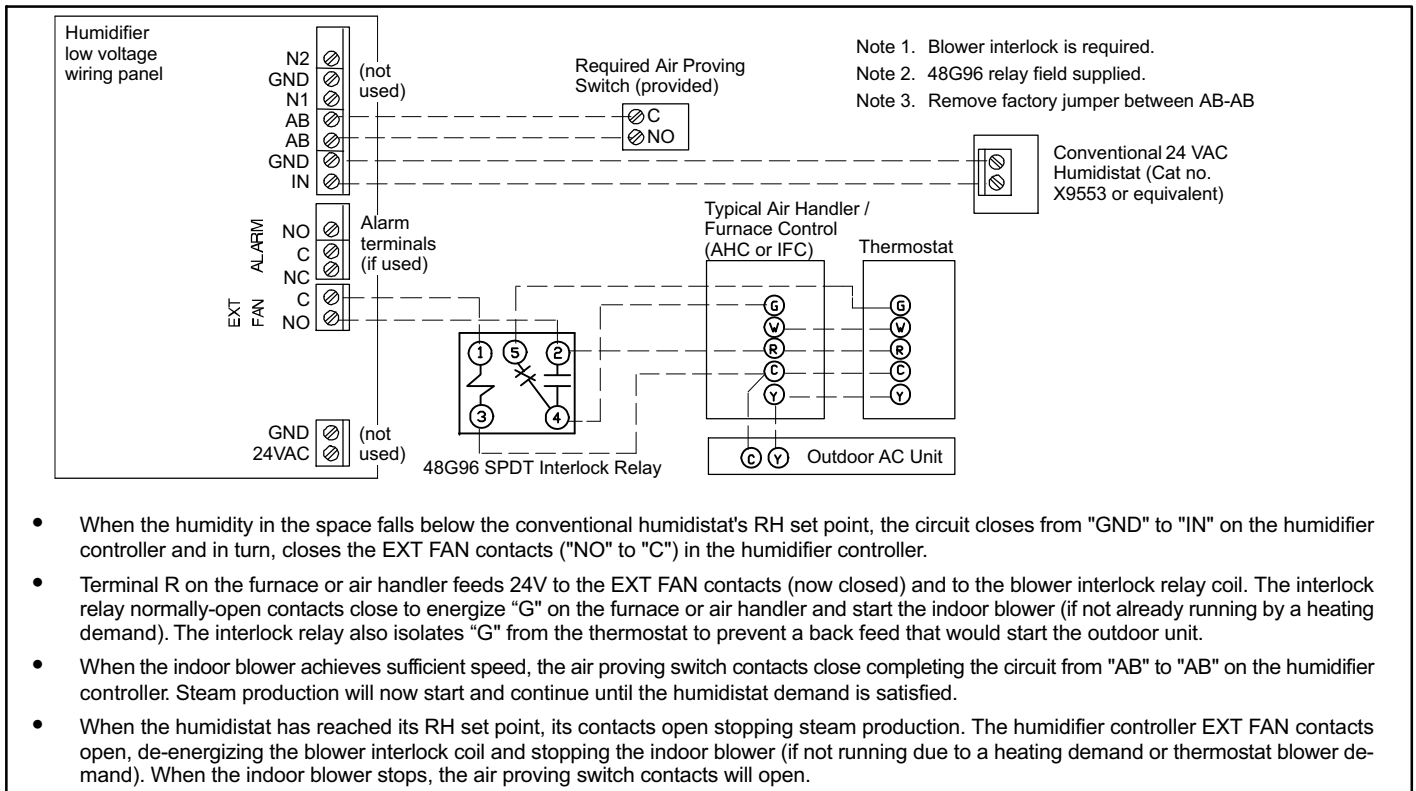 Humidifier
low voltage
wiring panel
N2
GND
N1
AB
AB
GND
IN
(not
used)
Required Air Proving
Switch (provided)
C
NO
Note 1. Blower interlock is required.
Note 2. 48G96 relay field supplied.
Note 3. Remove factory jumper between AB-AB
Conventional 24 VAC
Humidistat (Cat no.
X9553 or equivalent)
ALARM
NO
C
NC
Alarm
terminals
(if used)
EXT
FAN
C
NO
Typical Air Handler /
Furnace Control
(AHC or IFC)
Thermostat
G
W
R
C
Y
G
W
R
C
Y
1
5
2
3
4
48G96 SPDT Interlock Relay
C
Y
Outdoor AC Unit
GND
24VAC
(not
used)
• When the humidity in the space falls below the conventional humidistat's RH set point, the circuit closes from "GND" to "IN" on the humidifier
controller and in turn, closes the EXT FAN contacts ("NO" to "C") in the humidifier controller.
• Terminal R on the furnace or air handler feeds 24V to the EXT FAN contacts (now closed) and to the blower interlock relay coil. The interlock
relay normally-open contacts close to energize “G" on the furnace or air handler and start the indoor blower (if not already running by a heating
demand). The interlock relay also isolates “G" from the thermostat to prevent a back feed that would start the outdoor unit.
• When the indoor blower achieves sufficient speed, the air proving switch contacts close completing the circuit from "AB" to "AB" on the humidifier
controller. Steam production will now start and continue until the humidistat demand is satisfied.
• When the humidistat has reached its RH set point, its contacts open stopping steam production. The humidifier controller EXT FAN contacts
open, de-energizing the blower interlock coil and stopping the indoor blower (if not running due to a heating demand or thermostat blower de-
mand). When the indoor blower stops, the air proving switch contacts will open.